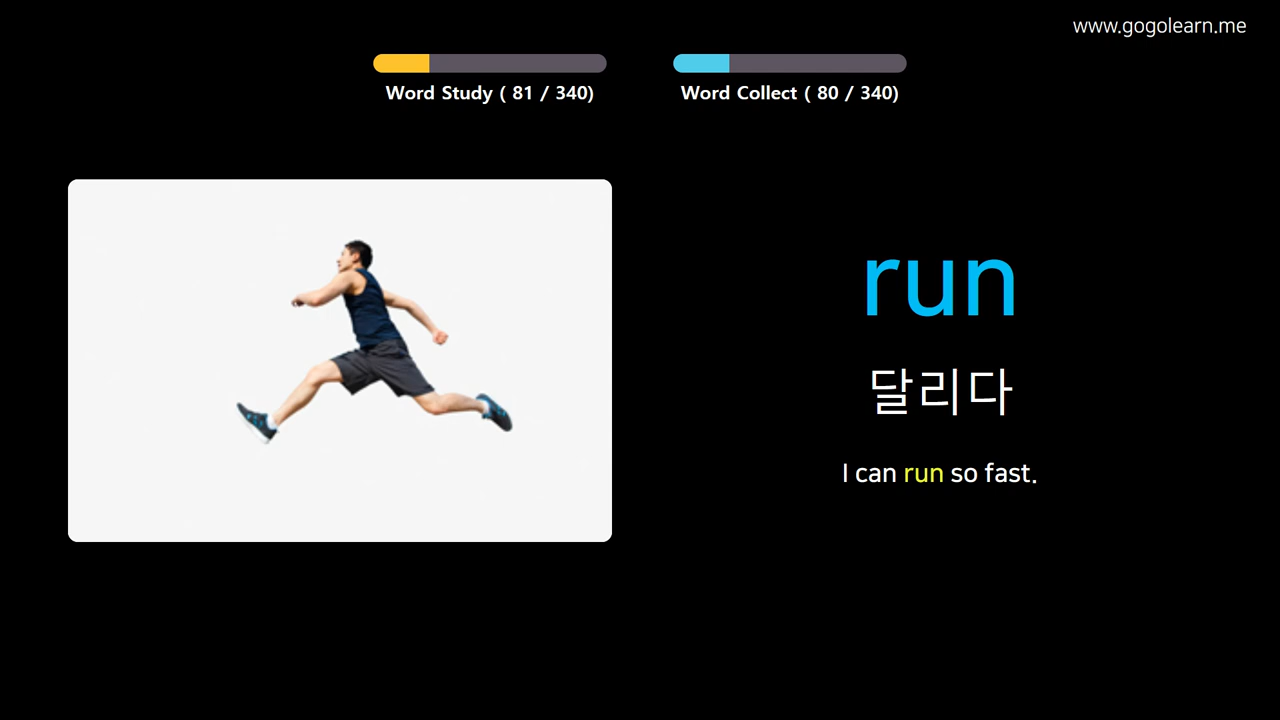 www.gogolearn.me
Word Study ( 81 / 340)
Word Collect ( 80 / 340)
run
달리다
I can run so fast.